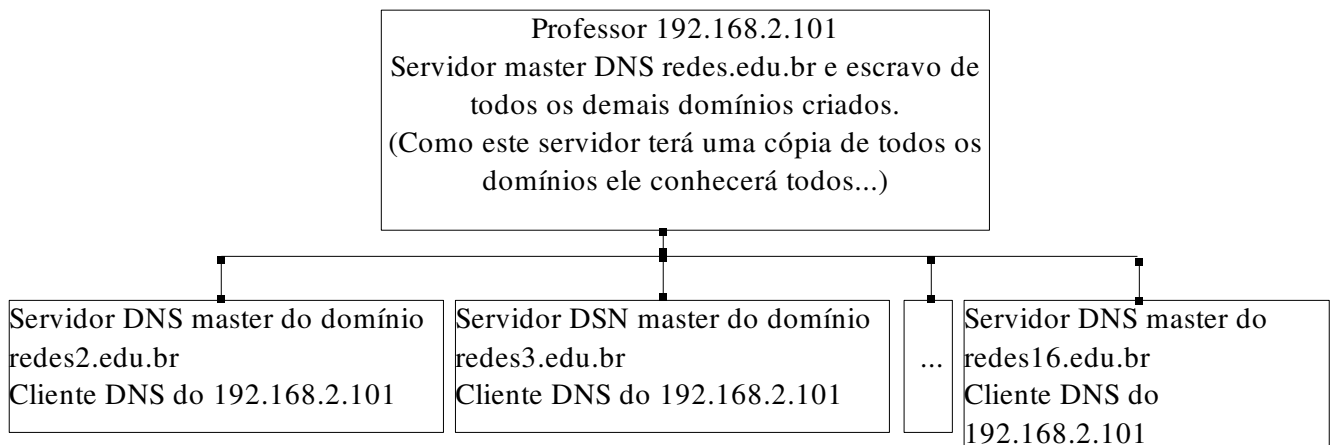 Professor 192.168.2.101
Servidor master DNS redes.edu.br e escravo de
todos os demais domínios criados.
(Como este servidor terá uma cópia de todos os
domínios ele conhecerá todos...)
Servidor DNS master do domínio
redes2.edu.br
Cliente DNS do 192.168.2.101
Servidor DSN master do domínio
redes3.edu.br
Cliente DNS do 192.168.2.101
...
Servidor DNS master do
redes16.edu.br
Cliente DNS do
192.168.2.101